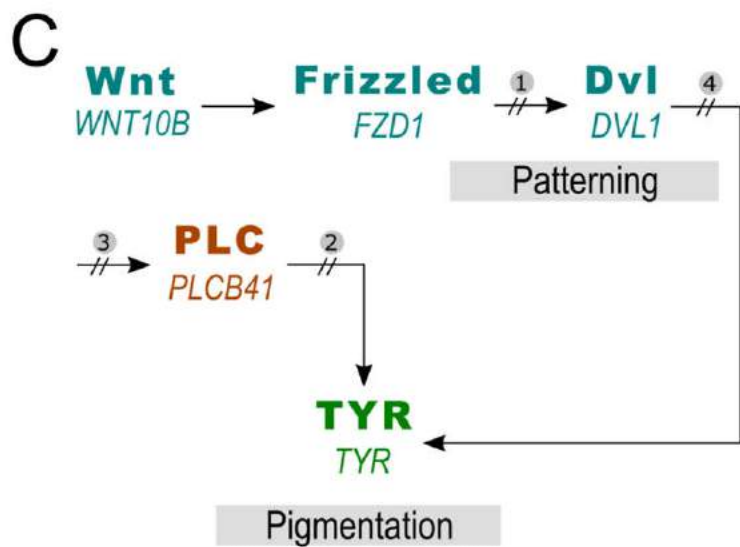 C
Wnt Frizzled 1 Dvl 4
WNT10B FZD1 DVL1
Patterning
3 PLC 2
PLCB41
TYR
TYR
Pigmentation